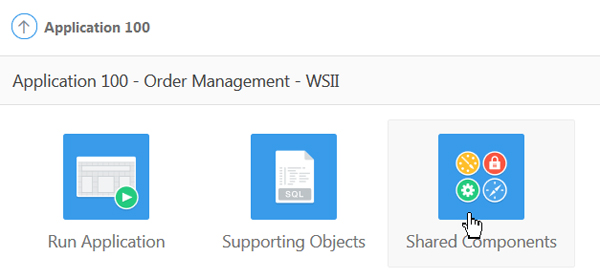 Application 100
Application 100 - Order Management - WSII
SQL
Run Application
Supporting Objects
Shared Components